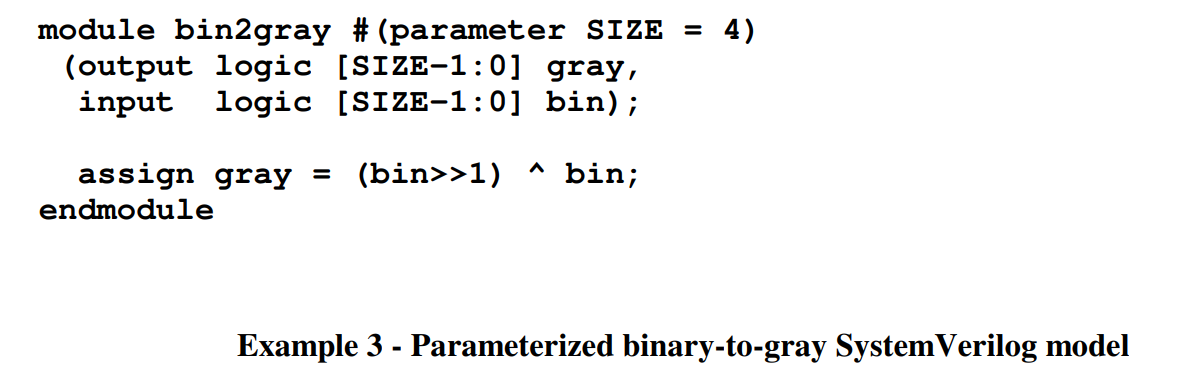 module bin2gray #(parameter SIZE = 4)
(output logic [SIZE-1:0] gray,
input logic [SIZE-1:0] bin);
assign gray = (bin>>1) ^ bin;
endmodule
Example 3 - Parameterized binary-to-gray SystemVerilog model